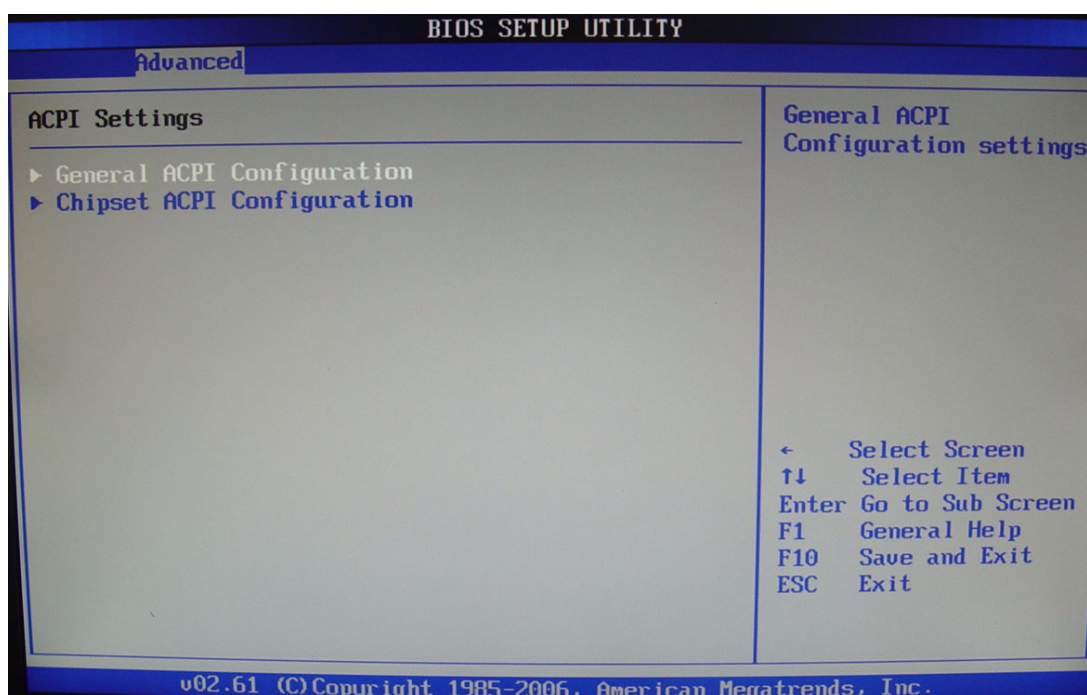 BIOS SETUP UTILITY
Advanced
ACPI Settings
▶ General ACPI Configuration
▶ Chipset ACPI Configuration
General ACPI
Configuration settings
← Select Screen
↑↓ Select Item
Enter Go to Sub Screen
F1 General Help
F10 Save and Exit
ESC Exit
v02.61 (C)Copyright 1985-2006, American Megatrends, Inc.